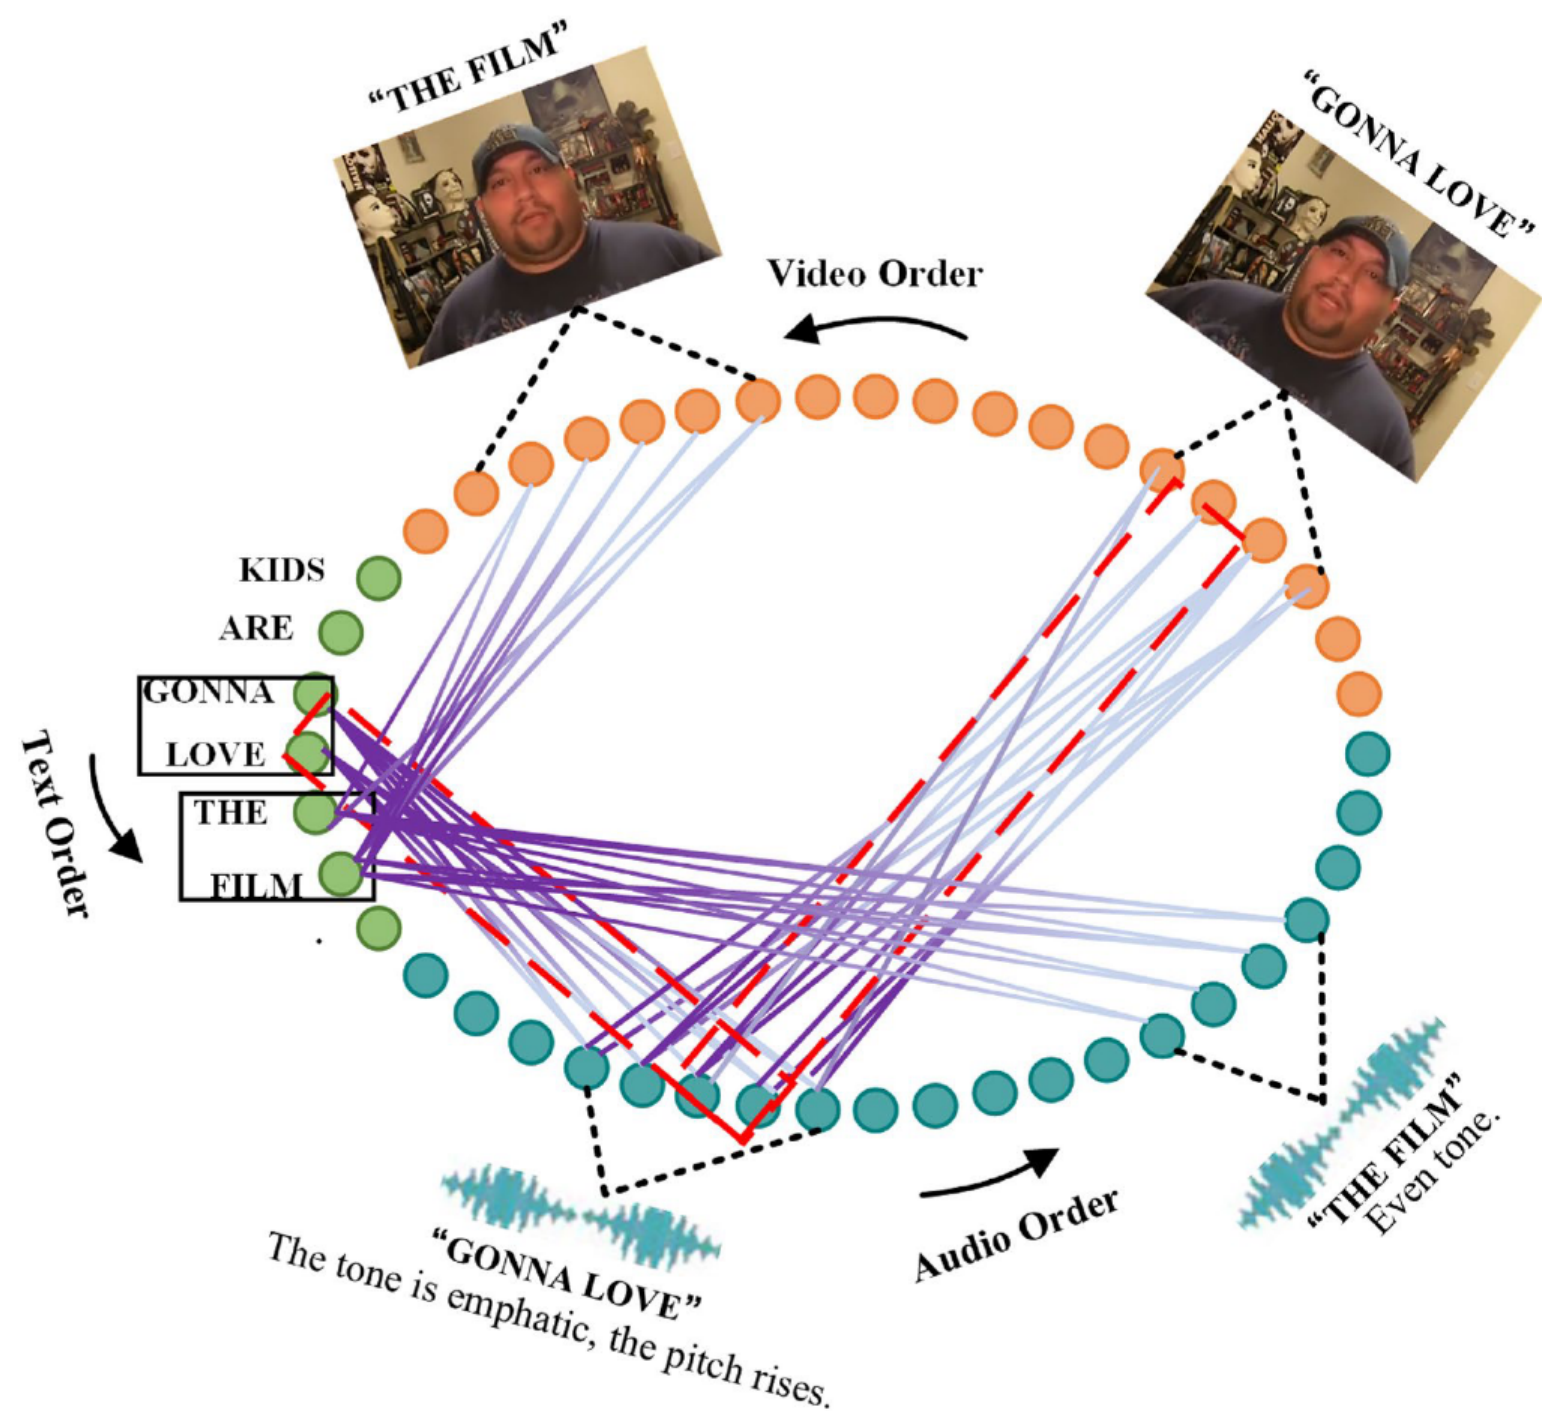 “THE FILM”
“GONNA LOVE”
Video Order
KIDS
ARE
GONNA
LOVE
THE
FILM
.
Text Order
“THE FILM”
Even tone.
Audio Order
“GONNA LOVE”
The tone is emphatic, the pitch rises.